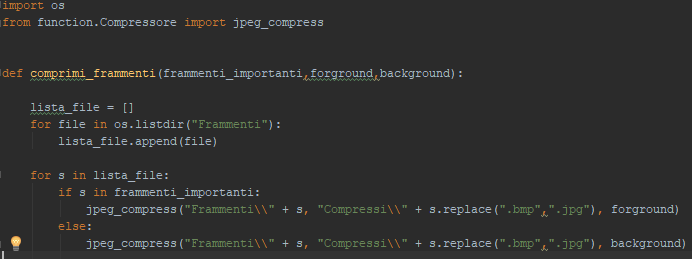 import os
from function.Compressore import jpeg_compress
def comprimi_frammenti(frammenti_importanti,forground,background):
lista_file = []
for file in os.listdir("Frammenti"):
lista_file.append(file)
for s in lista_file:
if s in frammenti_importanti:
jpeg_compress("Frammenti\\" + s, "Compressi\\" + s.replace(".bmp",".jpg"), forground)
else:
jpeg_compress("Frammenti\\" + s, "Compressi\\" + s.replace(".bmp",".jpg"), background)